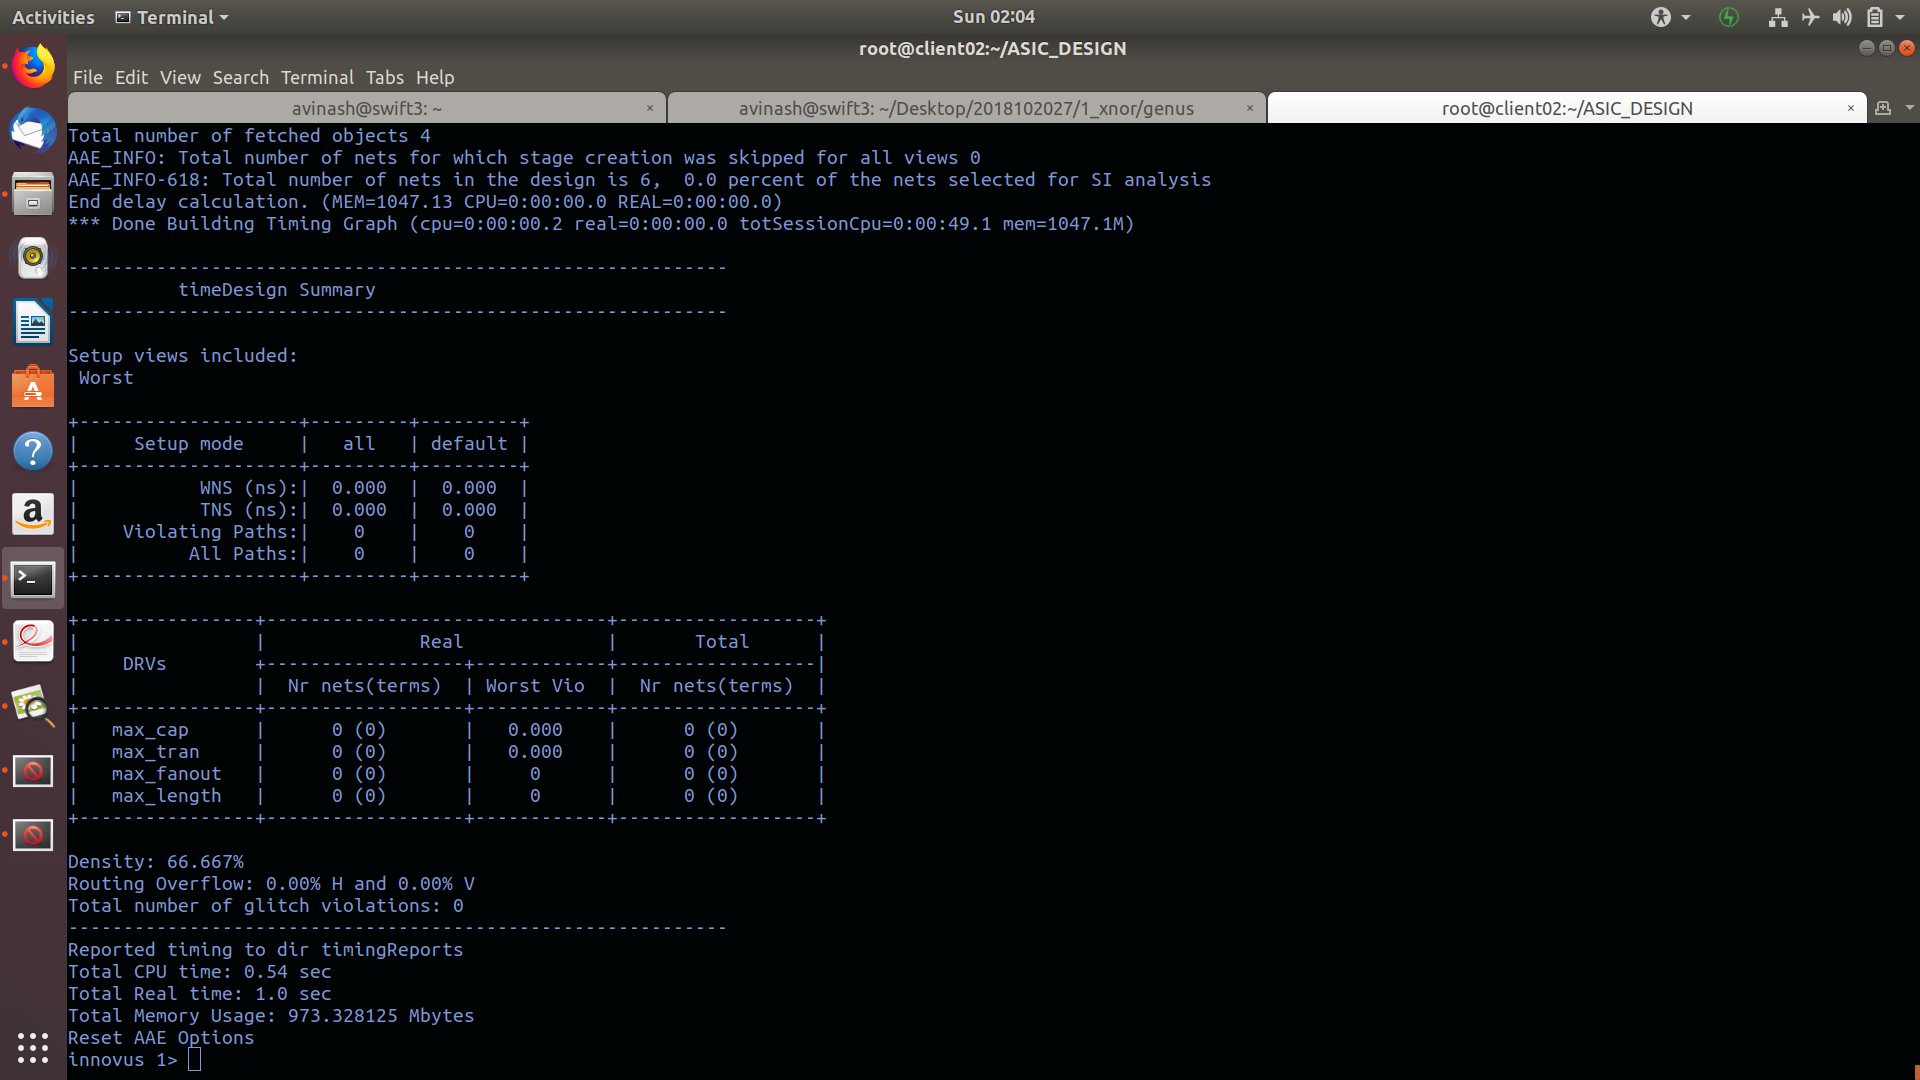 Activities Terminal Sun 02:04
root@client02:~/ASIC_DESIGN
File Edit View Search Terminal Tabs Help
avinash@swift3: ~ × avinash@swift3: ~/Desktop/2018102027/1_xnor/genus × root@client02:~/ASIC_DESIGN ×
Total number of fetched objects 4
AAE_INFO: Total number of nets for which stage creation was skipped for all views 0
AAE_INFO-618: Total number of nets in the design is 6,  0.0 percent of the nets selected for SI analysis
End delay calculation. (MEM=1047.13 CPU=0:00:00.0 REAL=0:00:00.0)
*** Done Building Timing Graph (cpu=0:00:00.2 real=0:00:00.0 totSessionCpu=0:00:49.1 mem=1047.1M)
------------------------------------------------------------
          timeDesign Summary
------------------------------------------------------------
Setup views included:
 Worst
+--------------------+---------+---------+
|     Setup mode     |   all   | default |
+--------------------+---------+---------+
|           WNS (ns):|  0.000  |  0.000  |
|           TNS (ns):|  0.000  |  0.000  |
|    Violating Paths:|    0    |    0    |
|          All Paths:|    0    |    0    |
+--------------------+---------+---------+
+----------------+-------------------------------+------------------+
|                |              Real             |       Total      |
|    DRVs        +------------------+------------+------------------|
|                |  Nr nets(terms)  | Worst Vio  |  Nr nets(terms)  |
+----------------+------------------+------------+------------------+
|   max_cap      |      0 (0)       |   0.000    |      0 (0)       |
|   max_tran     |      0 (0)       |   0.000    |      0 (0)       |
|   max_fanout   |      0 (0)       |     0      |      0 (0)       |
|   max_length   |      0 (0)       |     0      |      0 (0)       |
+----------------+------------------+------------+------------------+
Density: 66.667%
Routing Overflow: 0.00% H and 0.00% V
Total number of glitch violations: 0
------------------------------------------------------------
Reported timing to dir timingReports
Total CPU time: 0.54 sec
Total Real time: 1.0 sec
Total Memory Usage: 973.328125 Mbytes
Reset AAE Options
innovus 1>